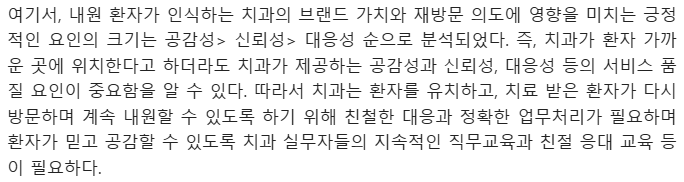 여기서, 내원 환자가 인식하는 치과의 브랜드 가치와 재방문 의도에 영향을 미치는 긍정
적인 요인의 크기는 공감성> 신뢰성> 대응성 순으로 분석되었다. 즉, 치과가 환자 가까
운 곳에 위치한다고 하더라도 치과가 제공하는 공감성과 신뢰성, 대응성 등의 서비스 품
질 요인이 중요함을 알 수 있다. 따라서 치과는 환자를 유치하고, 치료 받은 환자가 다시
방문하며 계속 내원할 수 있도록 하기 위해 친철한 대응과 정확한 업무처리가 필요하며
환자가 믿고 공감할 수 있도록 치과 실무자들의 지속적인 직무교육과 친절 응대 교육 등
이 필요하다.